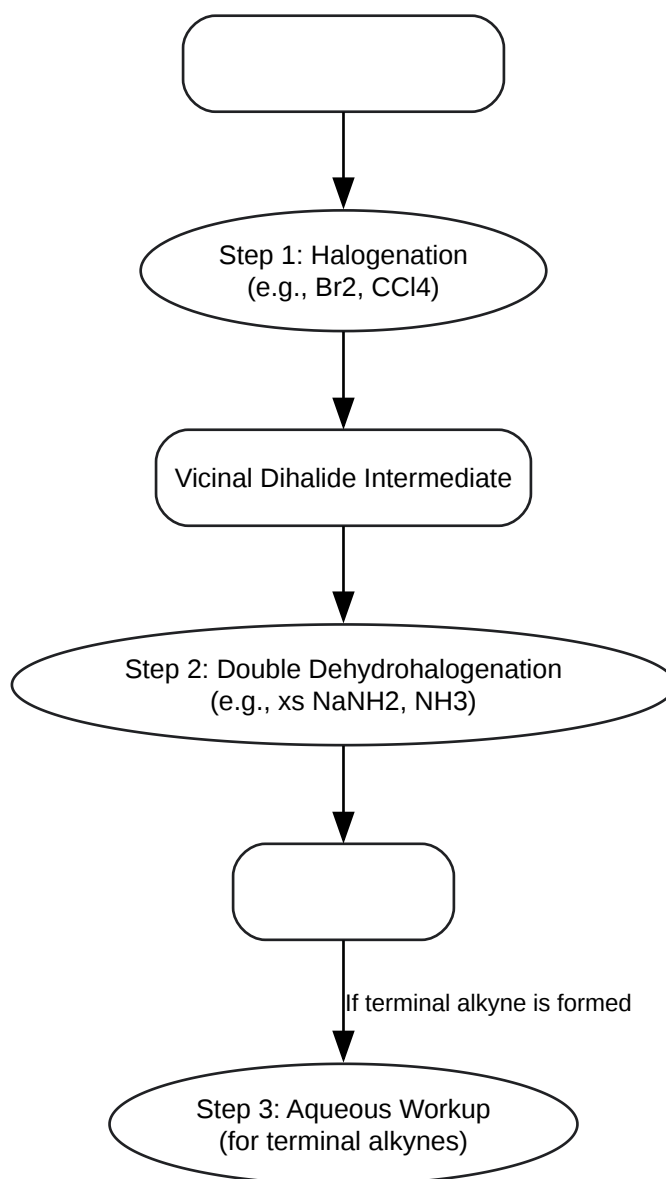 Step 1: Halogenation
(e.g., Br2, CCl4)
Vicinal Dihalide Intermediate
Step 2: Double Dehydrohalogenation
(e.g., xs NaNH2, NH3)
If terminal alkyne is formed
Step 3: Aqueous Workup
(for terminal alkynes)